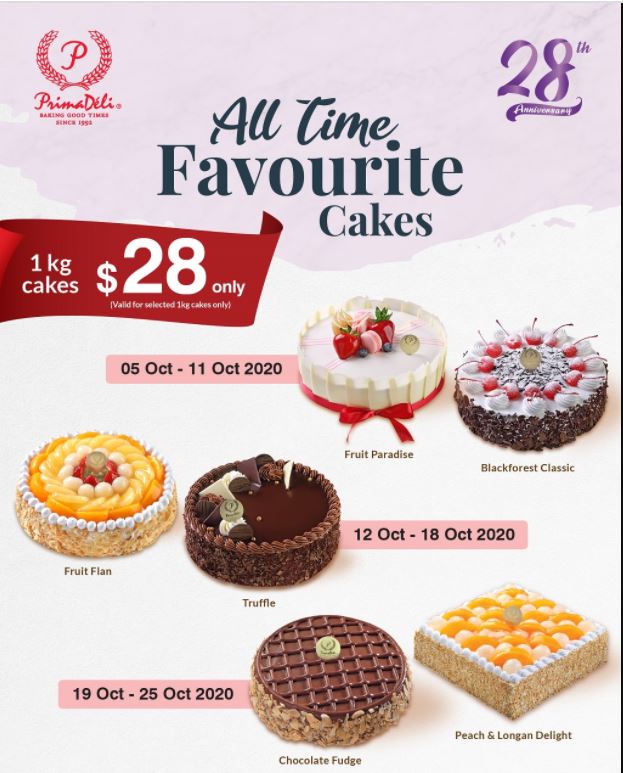 P
PrimaDéli®
BAKING GOOD TIMES
SINCE 1992
28th
Anniversary
All Time
Favourite
Cakes
1 kg
cakes
$28 only
(Valid for selected 1kg cakes only)
05 Oct - 11 Oct 2020
Fruit Paradise
Blackforest Classic
12 Oct - 18 Oct 2020
Fruit Flan
Truffle
19 Oct - 25 Oct 2020
Peach & Longan Delight
Chocolate Fudge